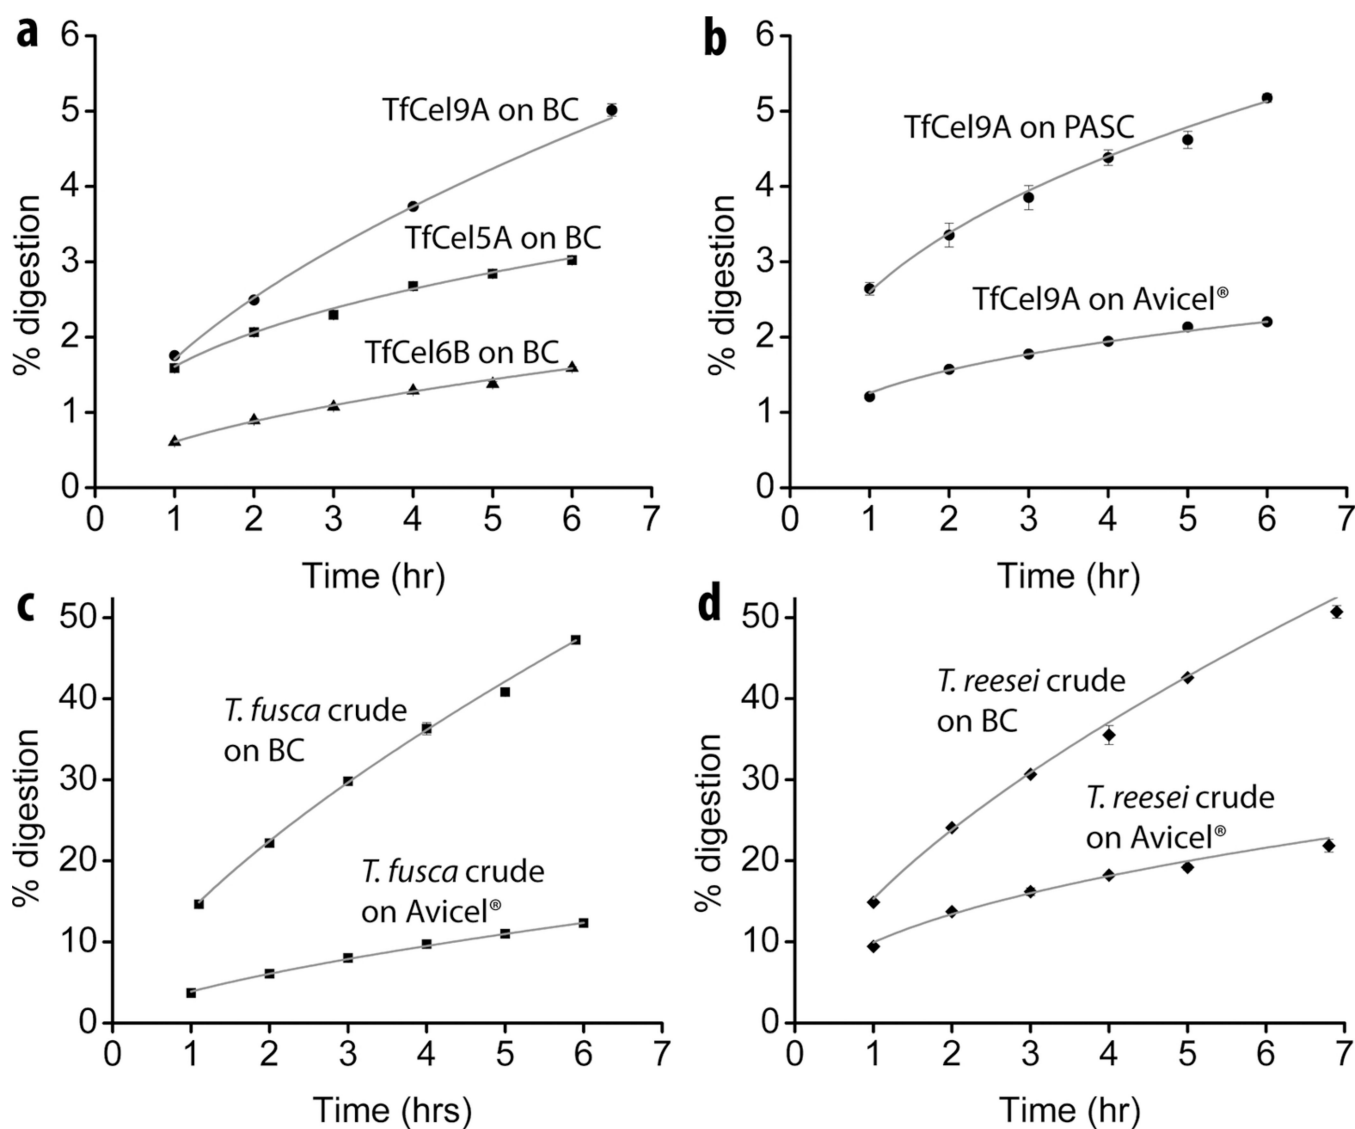 a
6
5
4
3
2
1
0
% digestion
TfCel9A on BC
TfCel5A on BC
TfCel6B on BC
0 1 2 3 4 5 6 7
Time (hr)
b
6
5
4
3
2
1
0
% digestion
TfCel9A on PASC
TfCel9A on Avicel®
0 1 2 3 4 5 6 7
Time (hr)
c
50
40
30
20
10
0
% digestion
T. fusca crude
on BC
T. fusca crude
on Avicel®
0 1 2 3 4 5 6 7
Time (hrs)
d
50
40
30
20
10
0
% digestion
T. reesei crude
on BC
T. reesei crude
on Avicel®
0 1 2 3 4 5 6 7
Time (hr)